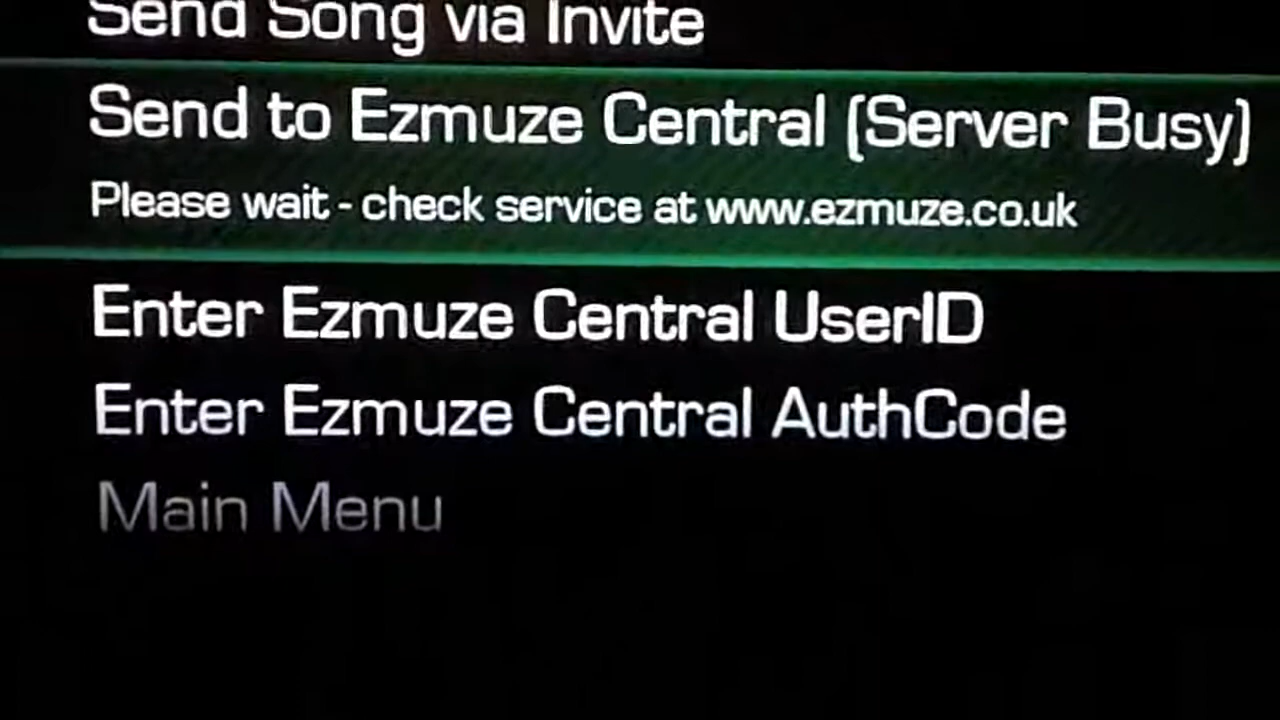 Send Song via Invite
Send to Ezmuze Central (Server Busy)
Please wait - check service at www.ezmuze.co.uk
Enter Ezmuze Central UserID
Enter Ezmuze Central AuthCode
Main Menu